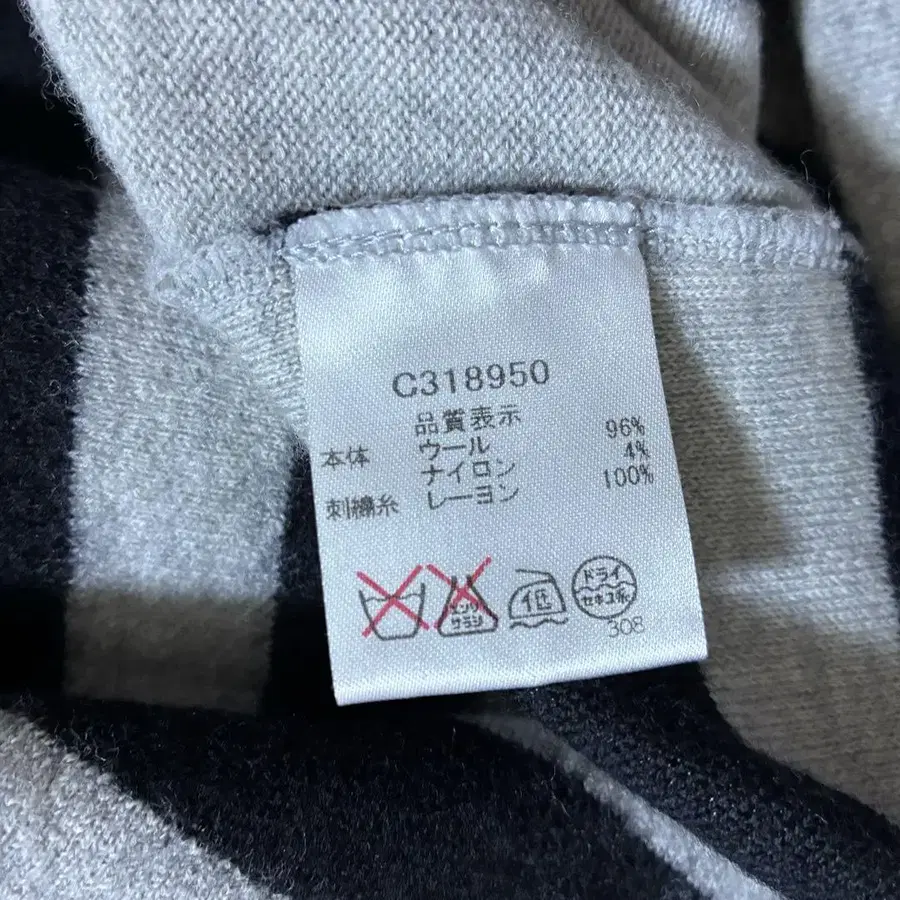 C318950
品質表示
本体 ウール 96%
ナイロン 4%
刺繍糸 レーヨン 100%
エンソ サラシ 低 ドライ セキユ系
308